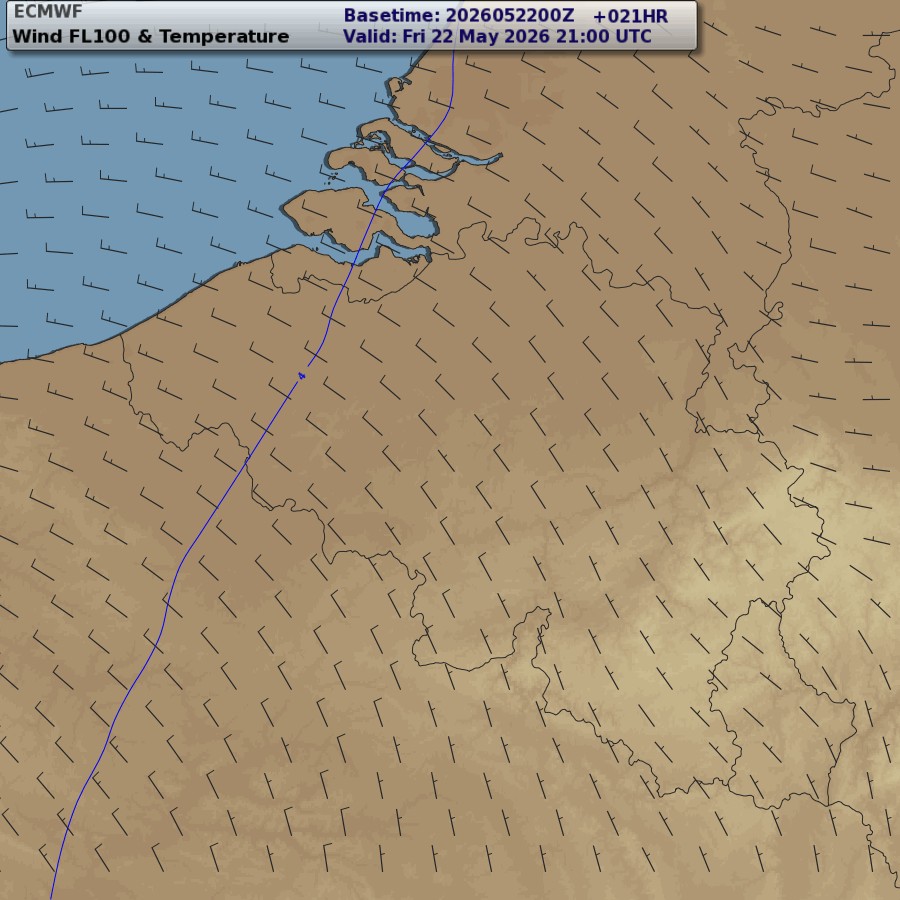 ECMWF
Basetime: 2026052200Z +021HR
Wind FL100 & Temperature
Valid: Fri 22 May 2026 21:00 UTC
4